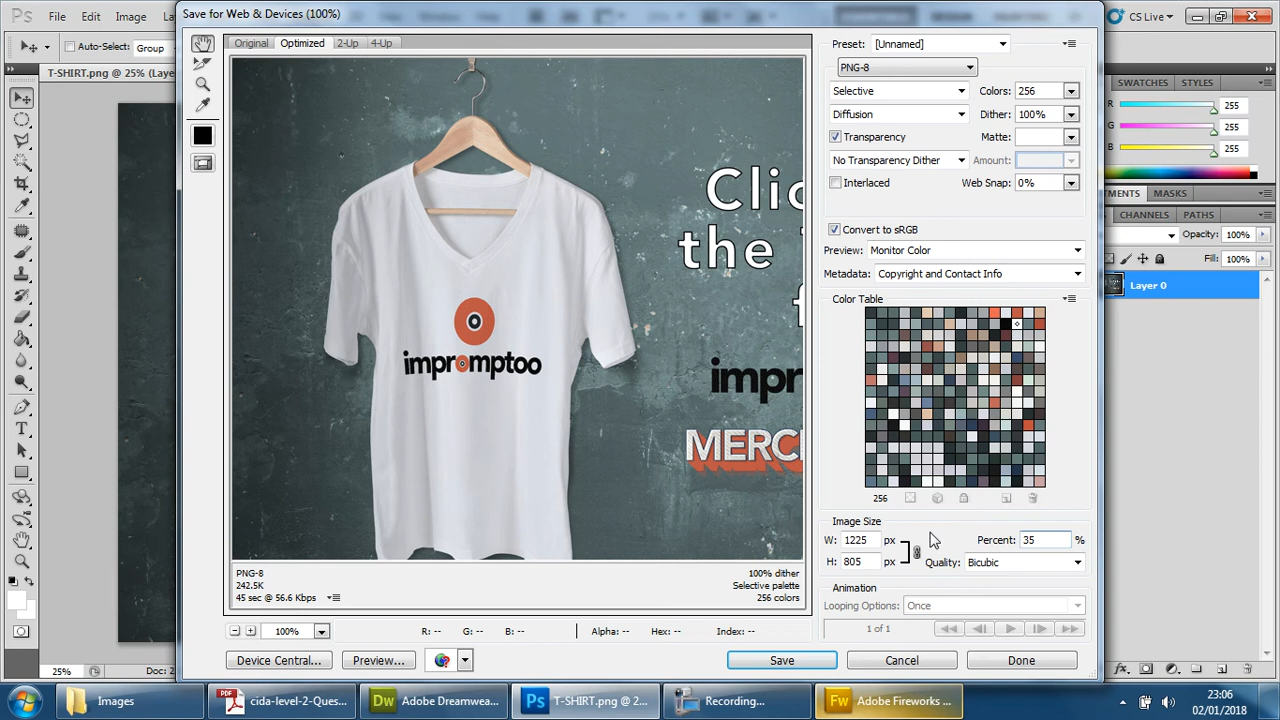 Ps
File
Edit
Image
Save for Web & Devices (100%)
CS Live
Auto-Select:
Group
T-SHIRT.png @ 25% (Laye
Original
Optimized
2-Up
4-Up
Clic
the
impromptoo
impr
MERC
PNG-8
242.5K
45 sec @ 56.6 Kbps
100% dither
Selective palette
256 colors
100%
R: --
G: --
B: --
Alpha: --
Hex: --
Index: --
Device Central...
Preview...
Save
Cancel
Done
Preset:
[Unnamed]
PNG-8
Selective
Colors:
256
Diffusion
Dither:
100%
Transparency
Matte:
No Transparency Dither
Amount:
Interlaced
Web Snap:
0%
Convert to sRGB
Preview:
Monitor Color
Metadata:
Copyright and Contact Info
Color Table
256
Image Size
W:
1225
px
H:
805
px
Percent:
35
%
Quality:
Bicubic
Animation
Looping Options:
Once
1 of 1
SWATCHES
STYLES
R
255
G
255
B
255
TMENTS
MASKS
CHANNELS
PATHS
Opacity:
100%
Fill:
100%
Layer 0
25%
Doc: 2
Images
cida-level-2-Ques...
Adobe Dreamwea...
T-SHIRT.png @ 2...
Recording...
Adobe Fireworks ...
23:06
02/01/2018